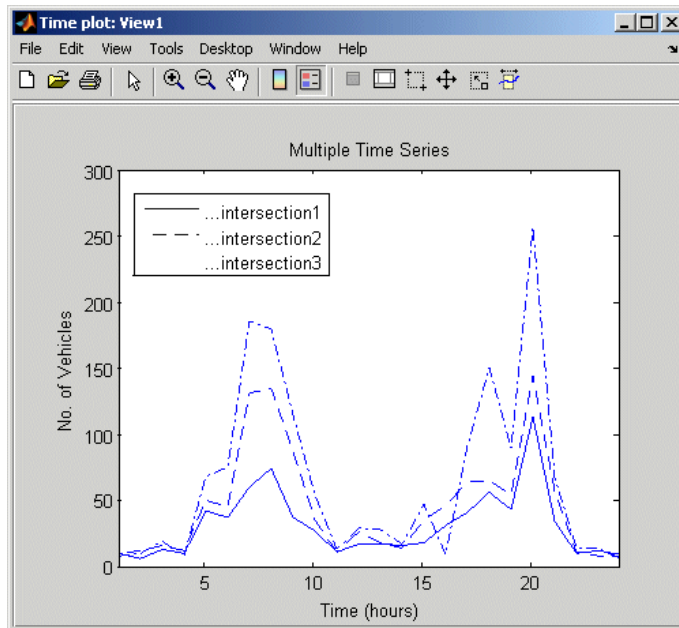 Time plot: View1
File Edit View Tools Desktop Window Help
Multiple Time Series
300
250
200
150
100
50
0
...intersection1
...intersection2
...intersection3
No. of Vehicles
5 10 15 20
Time (hours)